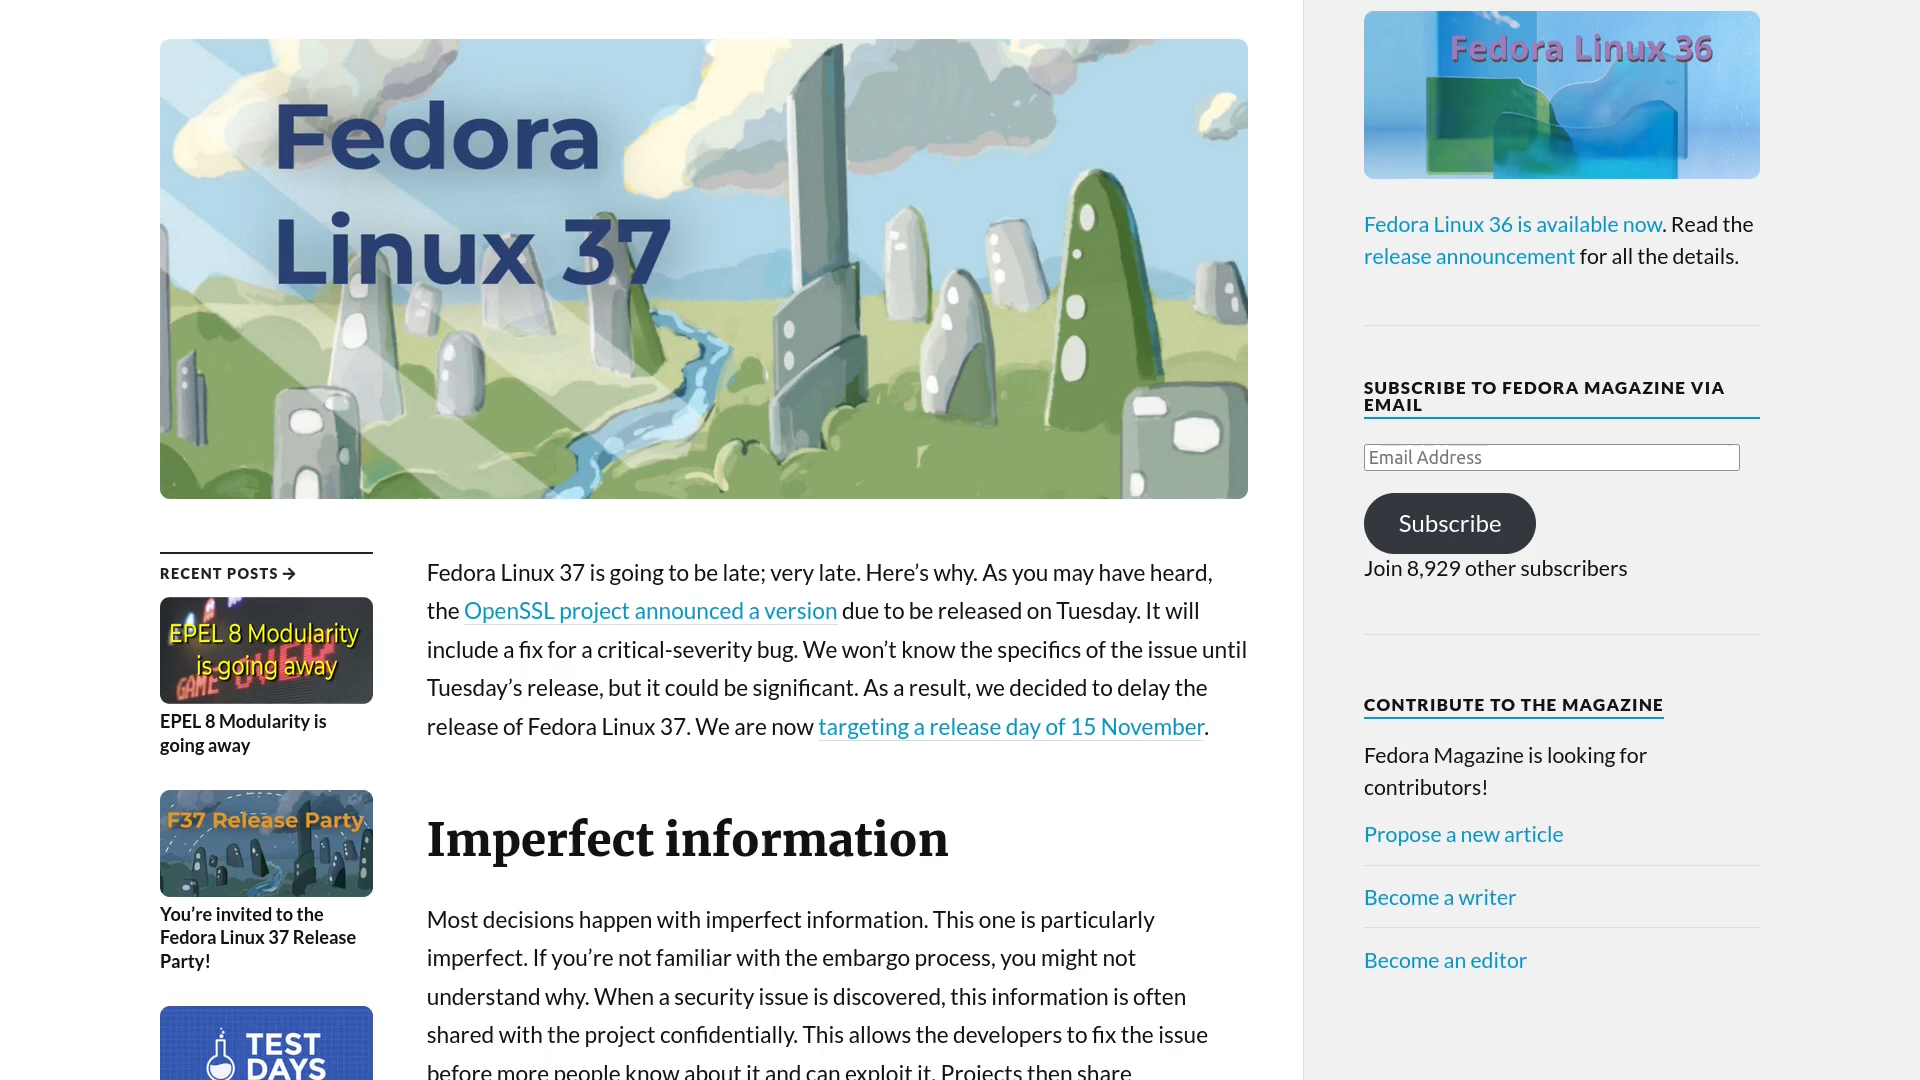 Fedora
Linux 37
RECENT POSTS →
EPEL 8 Modularity
is going away
GAME OVER
EPEL 8 Modularity is
going away
F37 Release Party
You’re invited to the
Fedora Linux 37 Release
Party!
TEST
DAYS
Fedora Linux 37 is going to be late; very late. Here’s why. As you may have heard,
the OpenSSL project announced a version due to be released on Tuesday. It will
include a fix for a critical-severity bug. We won’t know the specifics of the issue until
Tuesday’s release, but it could be significant. As a result, we decided to delay the
release of Fedora Linux 37. We are now targeting a release day of 15 November.
Imperfect information
Most decisions happen with imperfect information. This one is particularly
imperfect. If you’re not familiar with the embargo process, you might not
understand why. When a security issue is discovered, this information is often
shared with the project confidentially. This allows the developers to fix the issue
before more people know about it and can exploit it. Projects then share
Fedora Linux 36
Fedora Linux 36 is available now. Read the
release announcement for all the details.
SUBSCRIBE TO FEDORA MAGAZINE VIA
EMAIL
Email Address
Subscribe
Join 8,929 other subscribers
CONTRIBUTE TO THE MAGAZINE
Fedora Magazine is looking for
contributors!
Propose a new article
Become a writer
Become an editor